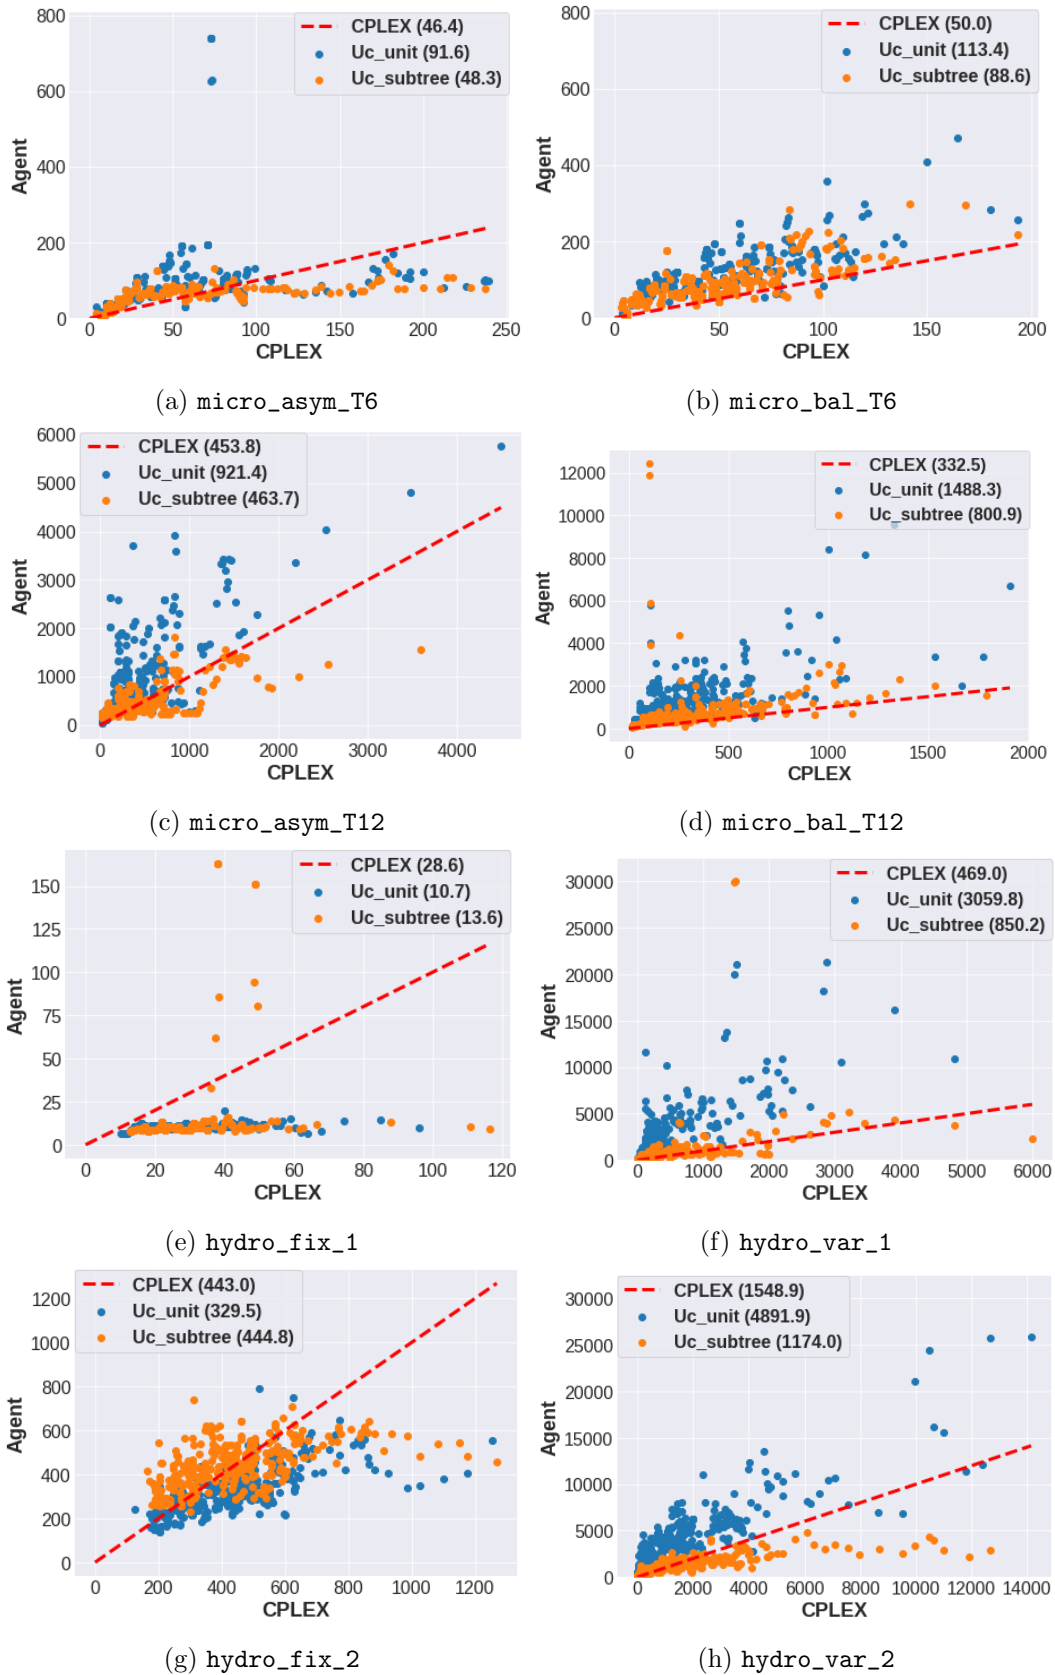 800
600
400
200
0
Agent
CPLEX (46.4)
Uc_unit (91.6)
Uc_subtree (48.3)
0 50 100 150 200 250
CPLEX
(a) micro_asym_T6
800
600
400
200
0
Agent
CPLEX (50.0)
Uc_unit (113.4)
Uc_subtree (88.6)
0 50 100 150 200
CPLEX
(b) micro_bal_T6
6000
5000
4000
3000
2000
1000
0
Agent
CPLEX (453.8)
Uc_unit (921.4)
Uc_subtree (463.7)
0 1000 2000 3000 4000
CPLEX
(c) micro_asym_T12
12000
10000
8000
6000
4000
2000
0
Agent
CPLEX (332.5)
Uc_unit (1488.3)
Uc_subtree (800.9)
0 500 1000 1500 2000
CPLEX
(d) micro_bal_T12
150
125
100
75
50
25
0
Agent
CPLEX (28.6)
Uc_unit (10.7)
Uc_subtree (13.6)
0 20 40 60 80 100 120
CPLEX
(e) hydro_fix_1
30000
25000
20000
15000
10000
5000
0
Agent
CPLEX (469.0)
Uc_unit (3059.8)
Uc_subtree (850.2)
0 1000 2000 3000 4000 5000 6000
CPLEX
(f) hydro_var_1
1200
1000
800
600
400
200
0
Agent
CPLEX (443.0)
Uc_unit (329.5)
Uc_subtree (444.8)
0 200 400 600 800 1000 1200
CPLEX
(g) hydro_fix_2
30000
25000
20000
15000
10000
5000
0
Agent
CPLEX (1548.9)
Uc_unit (4891.9)
Uc_subtree (1174.0)
0 2000 4000 6000 8000 10000 12000 14000
CPLEX
(h) hydro_var_2